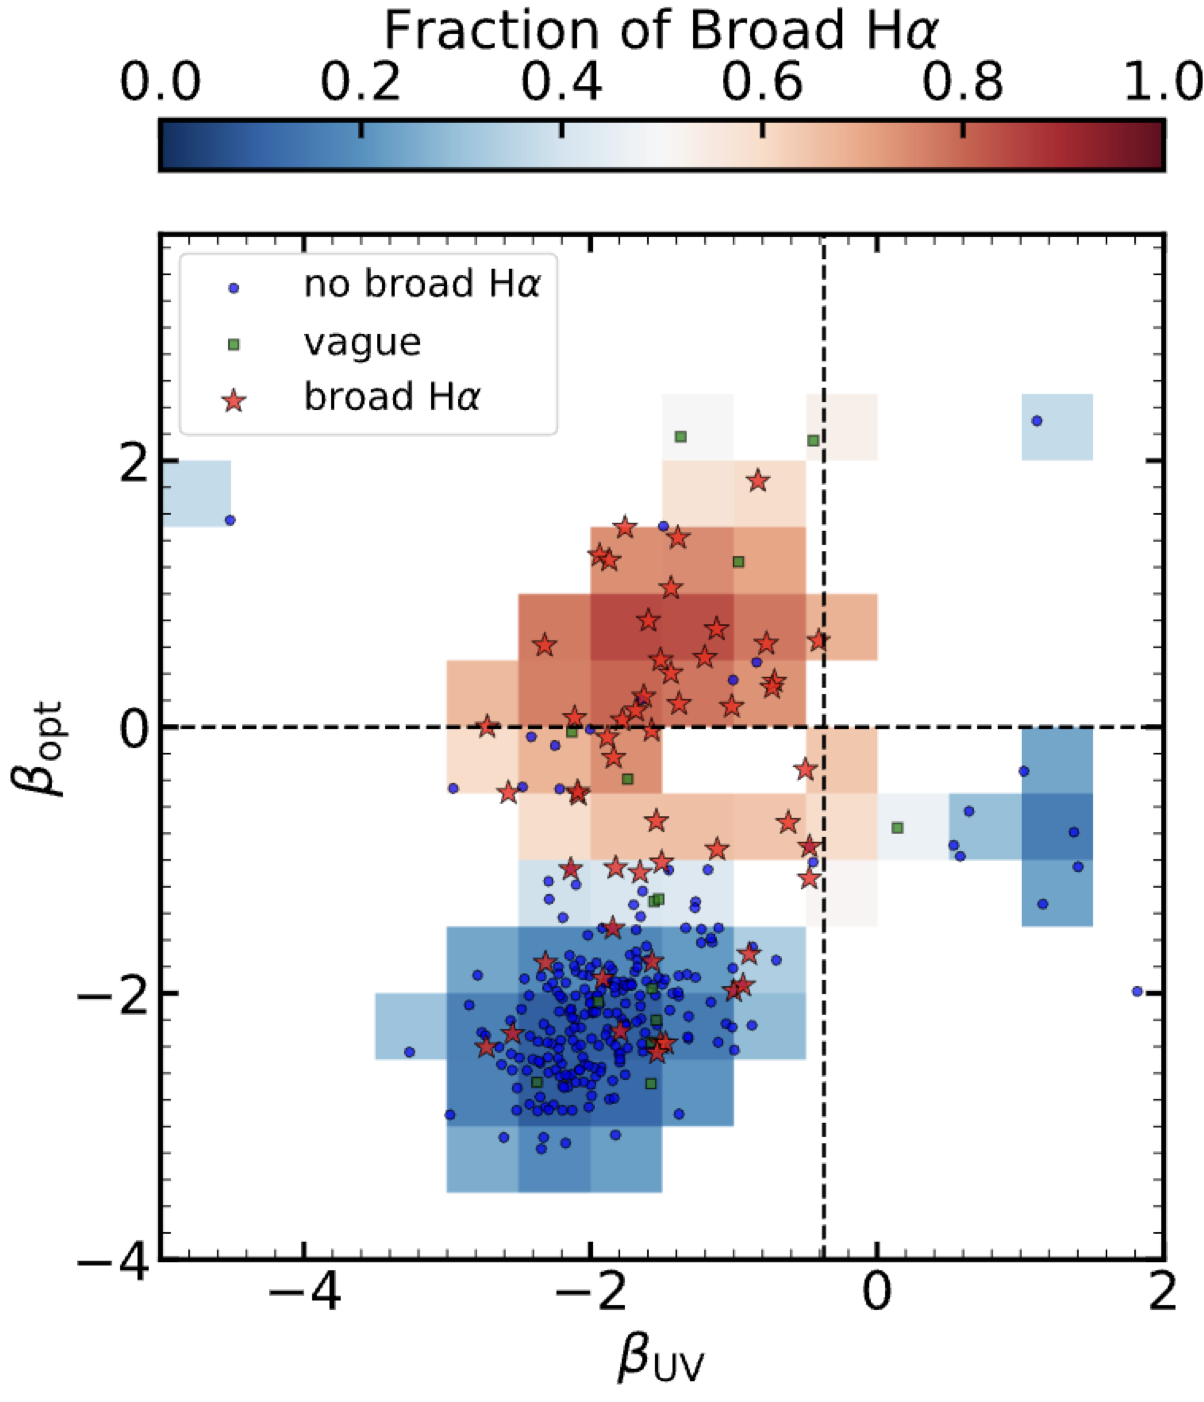 Fraction of Broad Hα
0.0 0.2 0.4 0.6 0.8 1.0
no broad Hα
vague
broad Hα
2
0
−2
−4
βopt
−4 −2 0 2
βUV